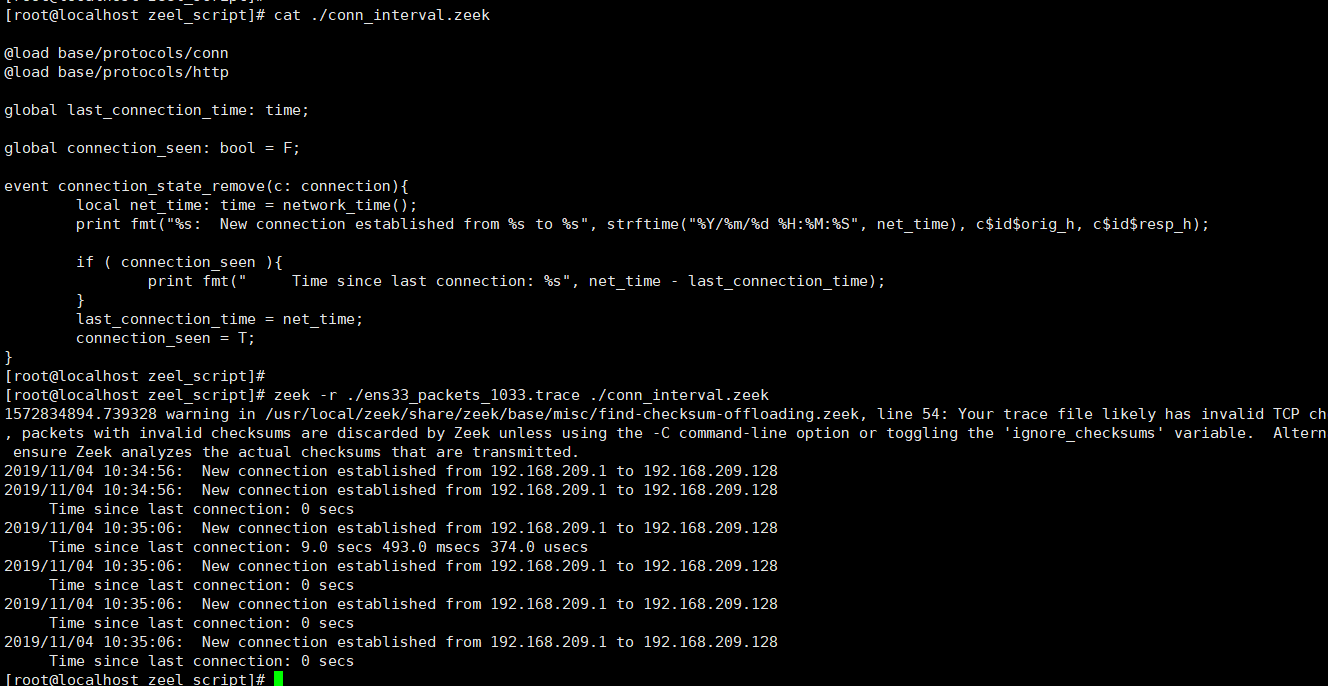 [root@localhost zeel_script]# cat ./conn_interval.zeek
@load base/protocols/conn
@load base/protocols/http
global last_connection_time: time;
global connection_seen: bool = F;
event connection_state_remove(c: connection){
        local net_time: time = network_time();
        print fmt("%s:  New connection established from %s to %s", strftime("%Y/%m/%d %H:%M:%S", net_time), c$id$orig_h, c$id$resp_h);
        if ( connection_seen ){
                print fmt("     Time since last connection: %s", net_time - last_connection_time);
        }
        last_connection_time = net_time;
        connection_seen = T;
}
[root@localhost zeel_script]#
[root@localhost zeel_script]# zeek -r ./ens33_packets_1033.trace ./conn_interval.zeek
1572834894.739328 warning in /usr/local/zeek/share/zeek/base/misc/find-checksum-offloading.zeek, line 54: Your trace file likely has invalid TCP ch
, packets with invalid checksums are discarded by Zeek unless using the -C command-line option or toggling the 'ignore_checksums' variable.  Altern
 ensure Zeek analyzes the actual checksums that are transmitted.
2019/11/04 10:34:56:  New connection established from 192.168.209.1 to 192.168.209.128
2019/11/04 10:34:56:  New connection established from 192.168.209.1 to 192.168.209.128
     Time since last connection: 0 secs
2019/11/04 10:35:06:  New connection established from 192.168.209.1 to 192.168.209.128
     Time since last connection: 9.0 secs 493.0 msecs 374.0 usecs
2019/11/04 10:35:06:  New connection established from 192.168.209.1 to 192.168.209.128
     Time since last connection: 0 secs
2019/11/04 10:35:06:  New connection established from 192.168.209.1 to 192.168.209.128
     Time since last connection: 0 secs
2019/11/04 10:35:06:  New connection established from 192.168.209.1 to 192.168.209.128
     Time since last connection: 0 secs
[root@localhost zeel_script]#